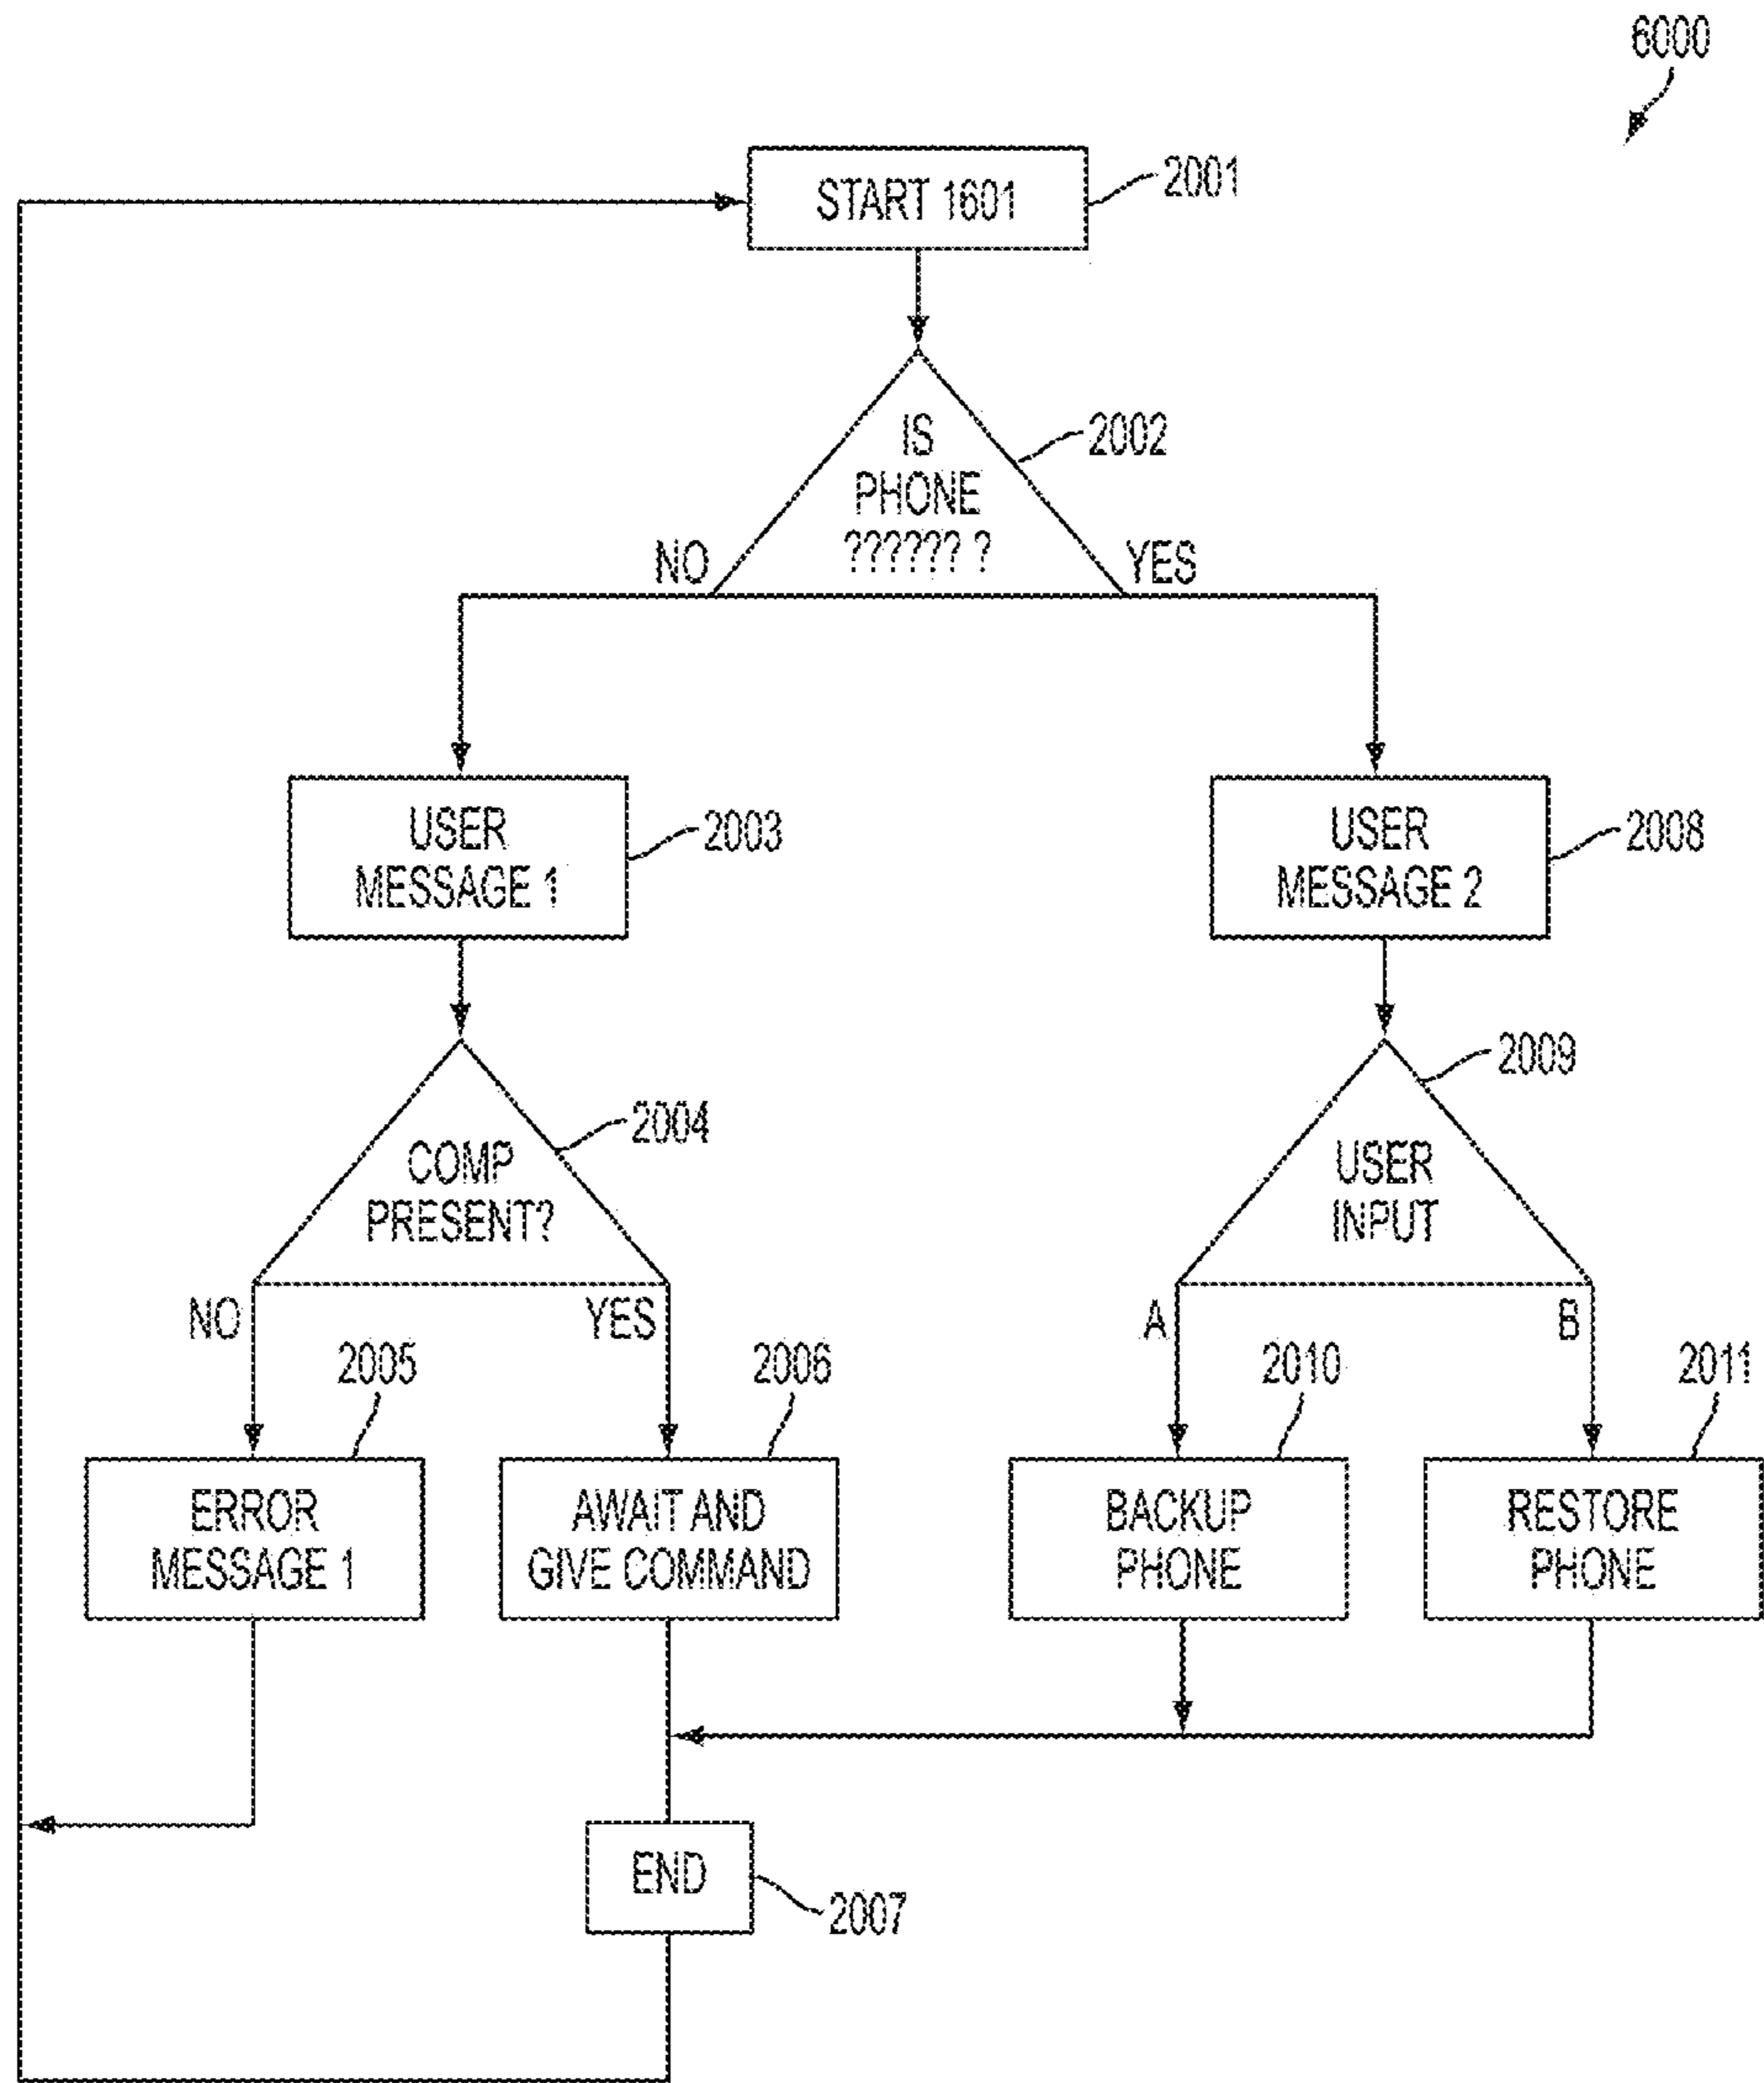 6000
START 1601
2001
IS
PHONE
?????? ?
2002
NO
YES
USER
MESSAGE 1
2003
USER
MESSAGE 2
2008
COMP
PRESENT?
2004
USER
INPUT
2009
NO
YES
A
B
2005
2006
2010
2011
ERROR
MESSAGE 1
AWAIT AND
GIVE COMMAND
BACKUP
PHONE
RESTORE
PHONE
END
2007